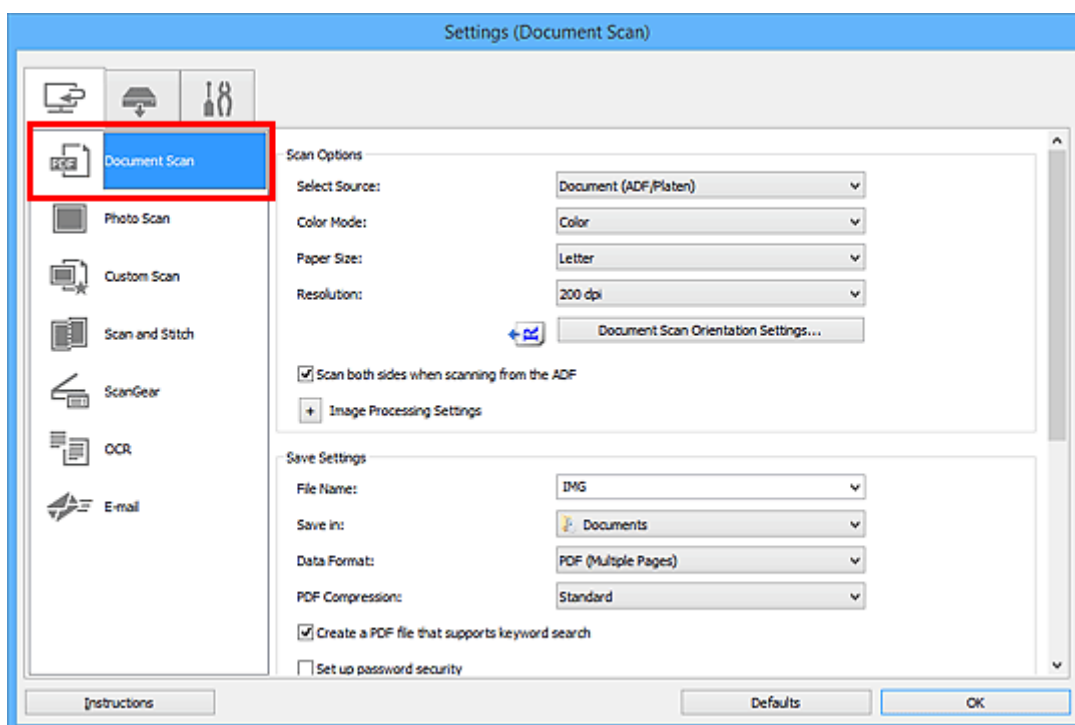 Settings (Document Scan)
PDF
Document Scan
Photo Scan
Custom Scan
Scan and Stitch
ScanGear
OCR
E-mail
Scan Options
Select Source: Document (ADF/Platen)
Color Mode: Color
Paper Size: Letter
Resolution: 200 dpi
R Document Scan Orientation Settings...
Scan both sides when scanning from the ADF
+ Image Processing Settings
Save Settings
File Name: IMG
Save in: Documents
Data Format: PDF (Multiple Pages)
PDF Compression: Standard
Create a PDF file that supports keyword search
Set up password security
Instructions Defaults OK